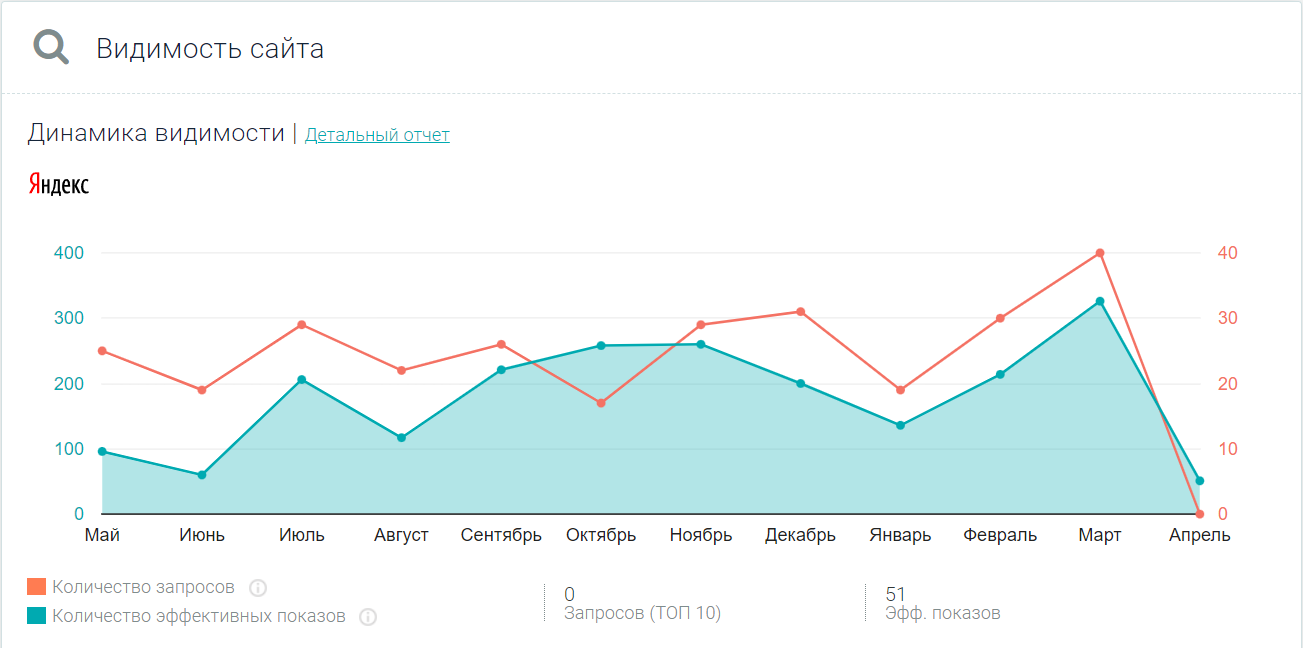 Видимость сайта
Динамика видимости | Детальный отчет
Яндекс
400 40
300 30
200 20
100 10
0 0
Май Июнь Июль Август Сентябрь Октябрь Ноябрь Декабрь Январь Февраль Март Апрель
Количество запросов
Количество эффективных показов
0
Запросов (ТОП 10)
51
Эфф. показов